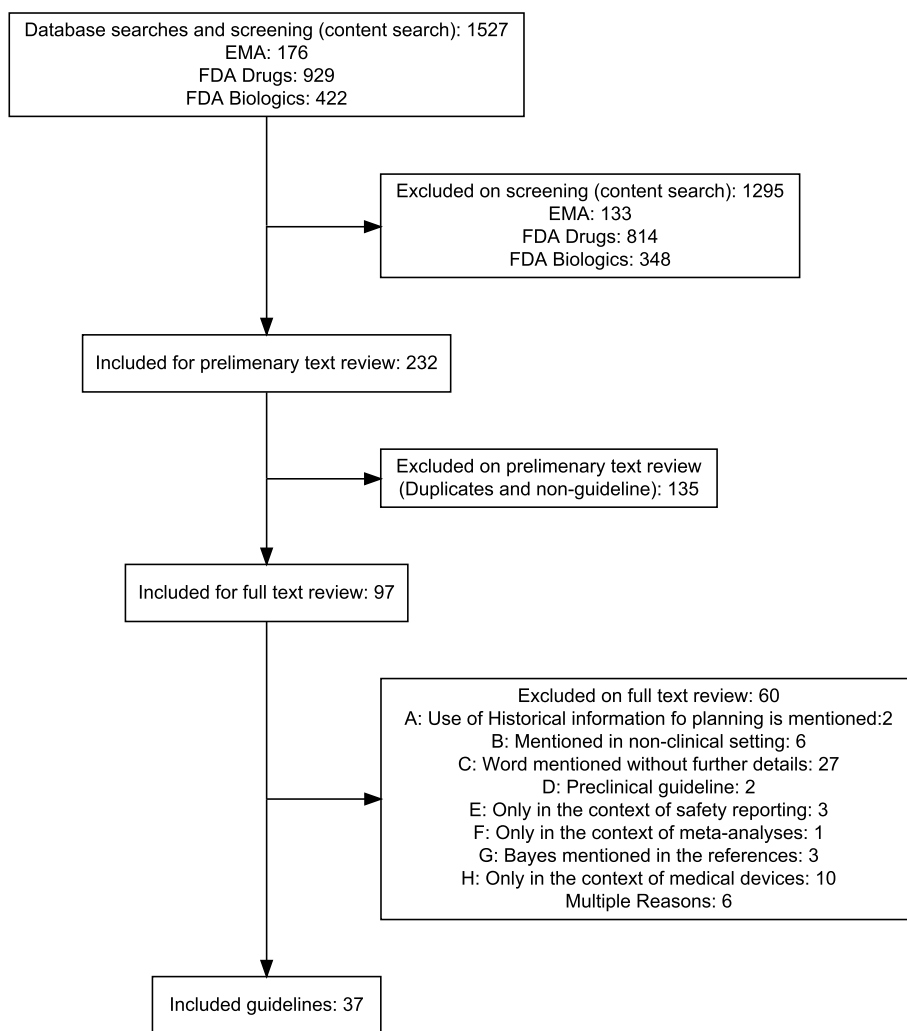 Database searches and screening (content search): 1527
EMA: 176
FDA Drugs: 929
FDA Biologics: 422
Excluded on screening (content search): 1295
EMA: 133
FDA Drugs: 814
FDA Biologics: 348
Included for prelimenary text review: 232
Excluded on prelimenary text review
(Duplicates and non-guideline): 135
Included for full text review: 97
Excluded on full text review: 60
A: Use of Historical information fo planning is mentioned:2
B: Mentioned in non-clinical setting: 6
C: Word mentioned without further details: 27
D: Preclinical guideline: 2
E: Only in the context of safety reporting: 3
F: Only in the context of meta-analyses: 1
G: Bayes mentioned in the references: 3
H: Only in the context of medical devices: 10
Multiple Reasons: 6
Included guidelines: 37